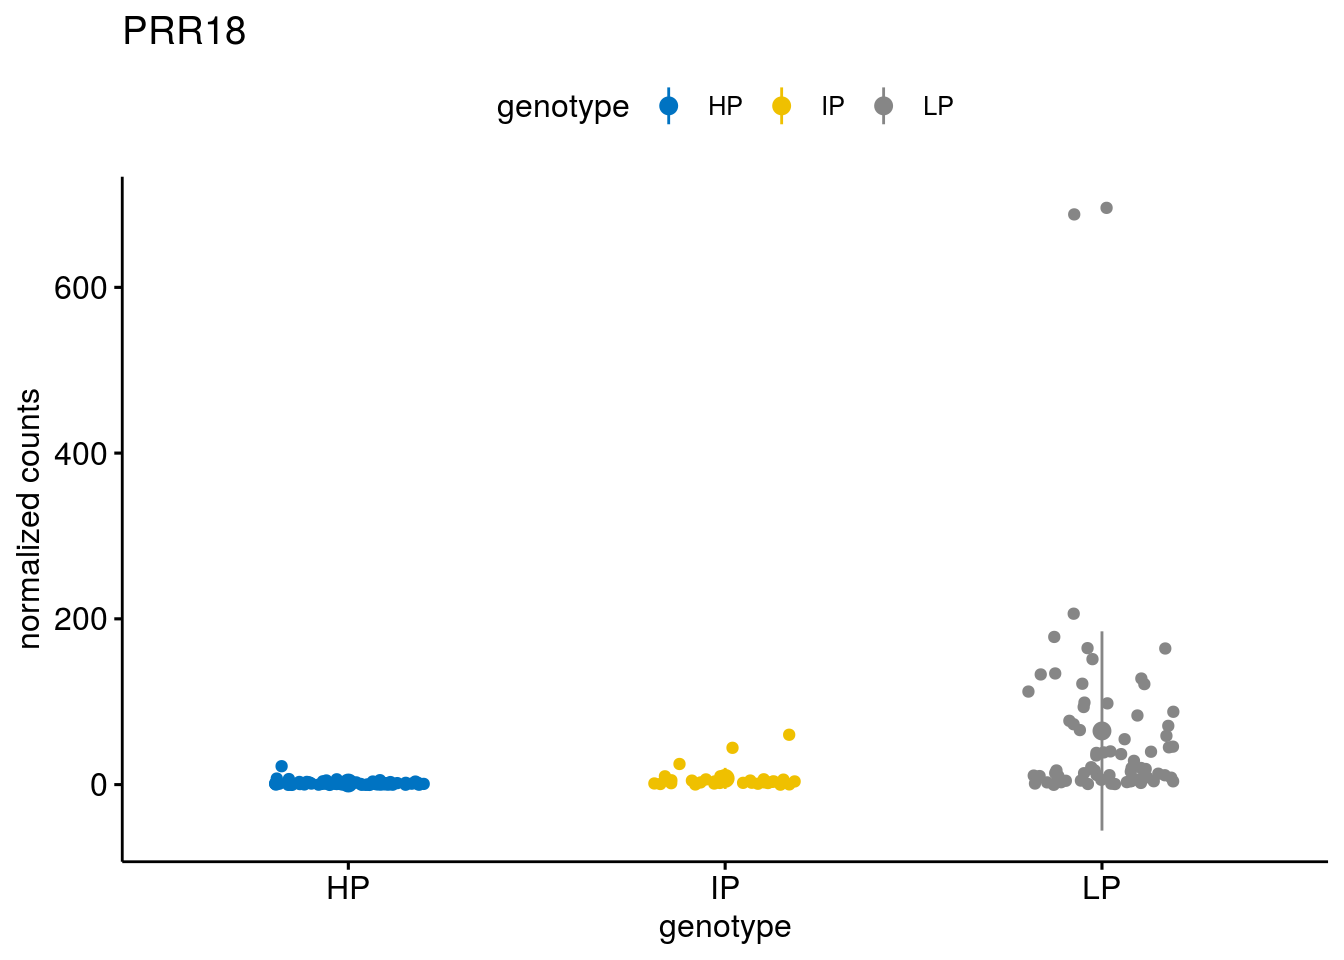 PRR18
genotype HP IP LP
600
400
200
0
normalized counts
HP IP LP
genotype